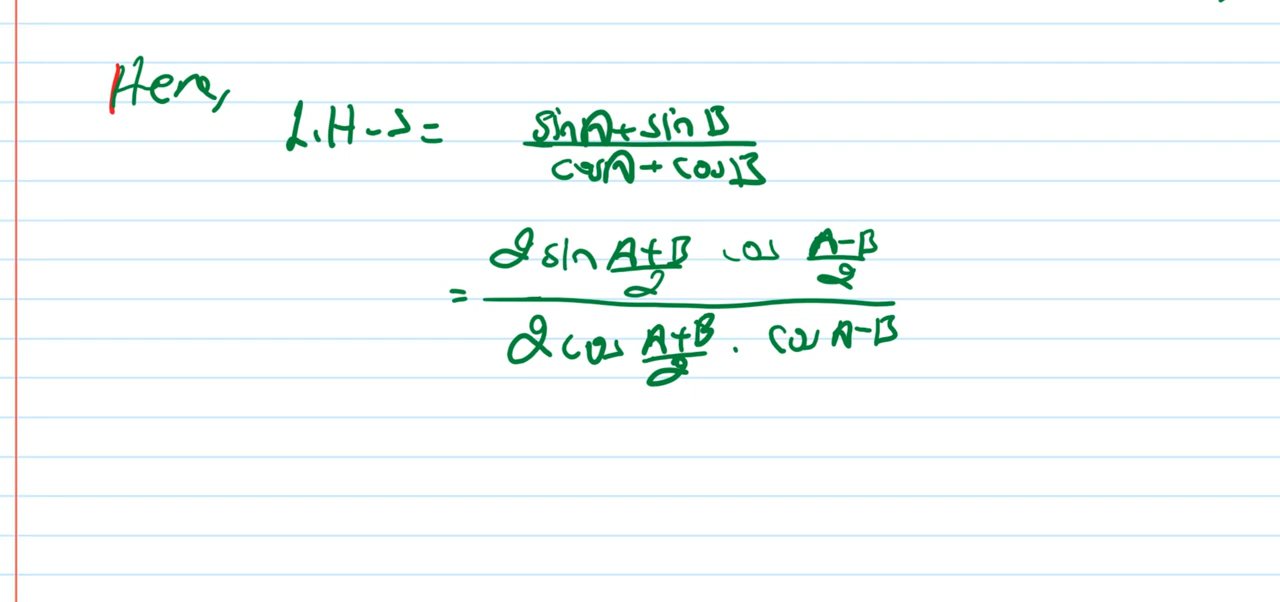 Here,
L.H-S = sinA + sinB / cosA + cosB
= 2 sin A+B/2 cos A-B/2 / 2 cos A+B/2 . cos A-B